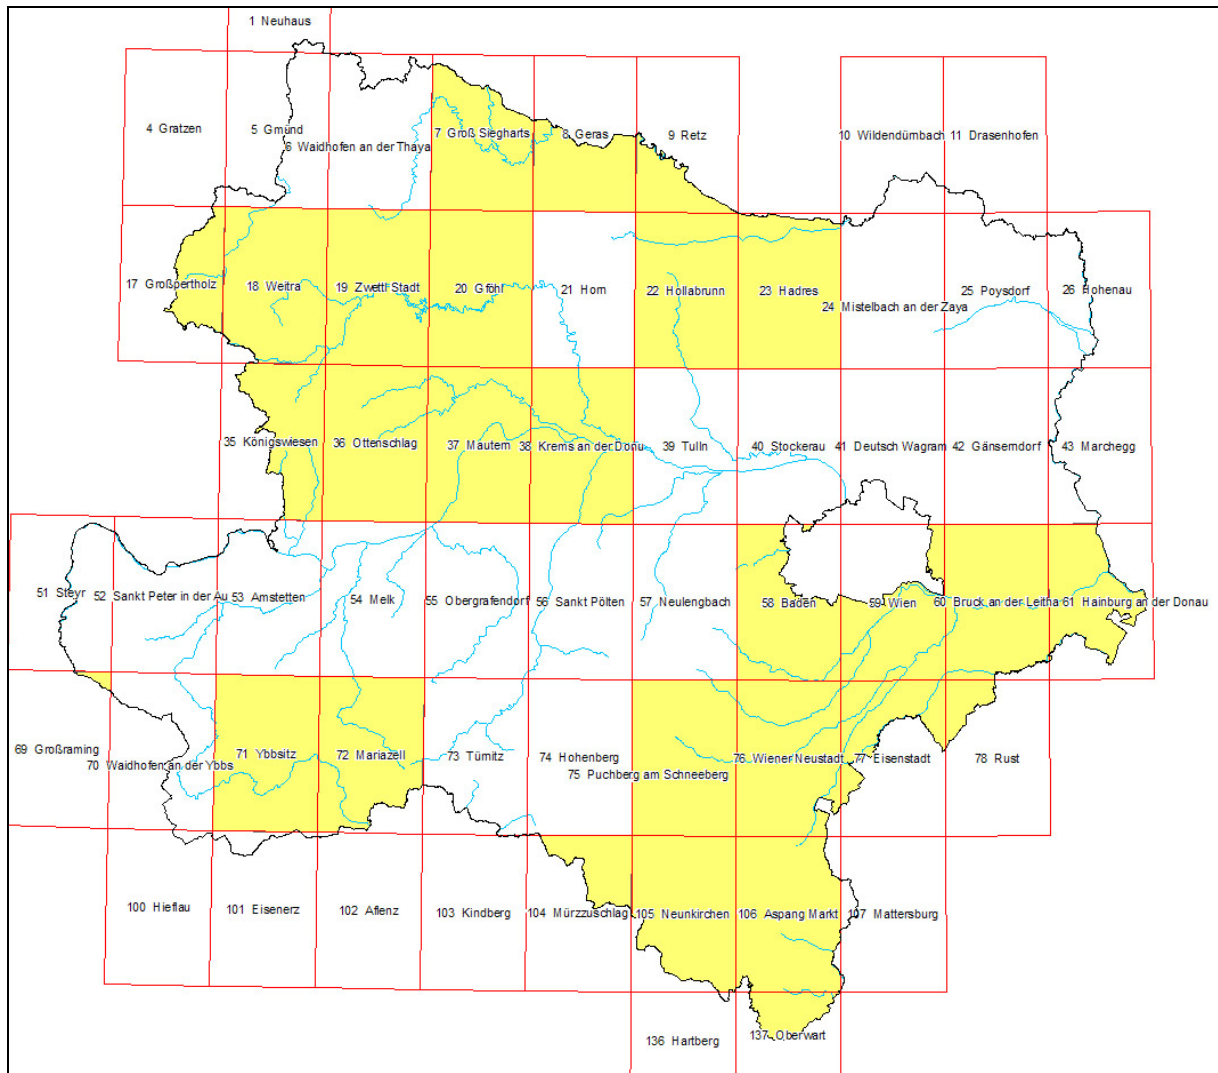 1 Neuhaus
4 Gratzen
5 Gmünd
6 Waidhofen an der Thaya
7 Groß Siegharts
8 Geras
9 Retz
10 Wildendürnbach
11 Drasenhofen
17 Großpertholz
18 Weitra
19 Zwettl Stadt
20 Gföhl
21 Horn
22 Hollabrunn
23 Hadres
24 Mistelbach an der Zaya
25 Poysdorf
26 Hohenau
35 Königswiesen
36 Ottenschlag
37 Mautern
38 Krems an der Donau
39 Tulln
40 Stockerau
41 Deutsch Wagram
42 Gänserndorf
43 Marchegg
51 Steyr
52 Sankt Peter in der Au
53 Amstetten
54 Melk
55 Obergrafendorf
56 Sankt Pölten
57 Neulengbach
58 Baden
59 Wien
60 Bruck an der Leitha
61 Hainburg an der Donau
69 Großraming
70 Waidhofen an der Ybbs
71 Ybbsitz
72 Mariazell
73 Türnitz
74 Hohenberg
75 Puchberg am Schneeberg
76 Wiener Neustadt
77 Eisenstadt
78 Rust
100 Hieflau
101 Eisenerz
102 Aflenz
103 Kindberg
104 Mürzzuschlag
105 Neunkirchen
106 Aspang Markt
107 Mattersburg
136 Hartberg
137 Oberwart